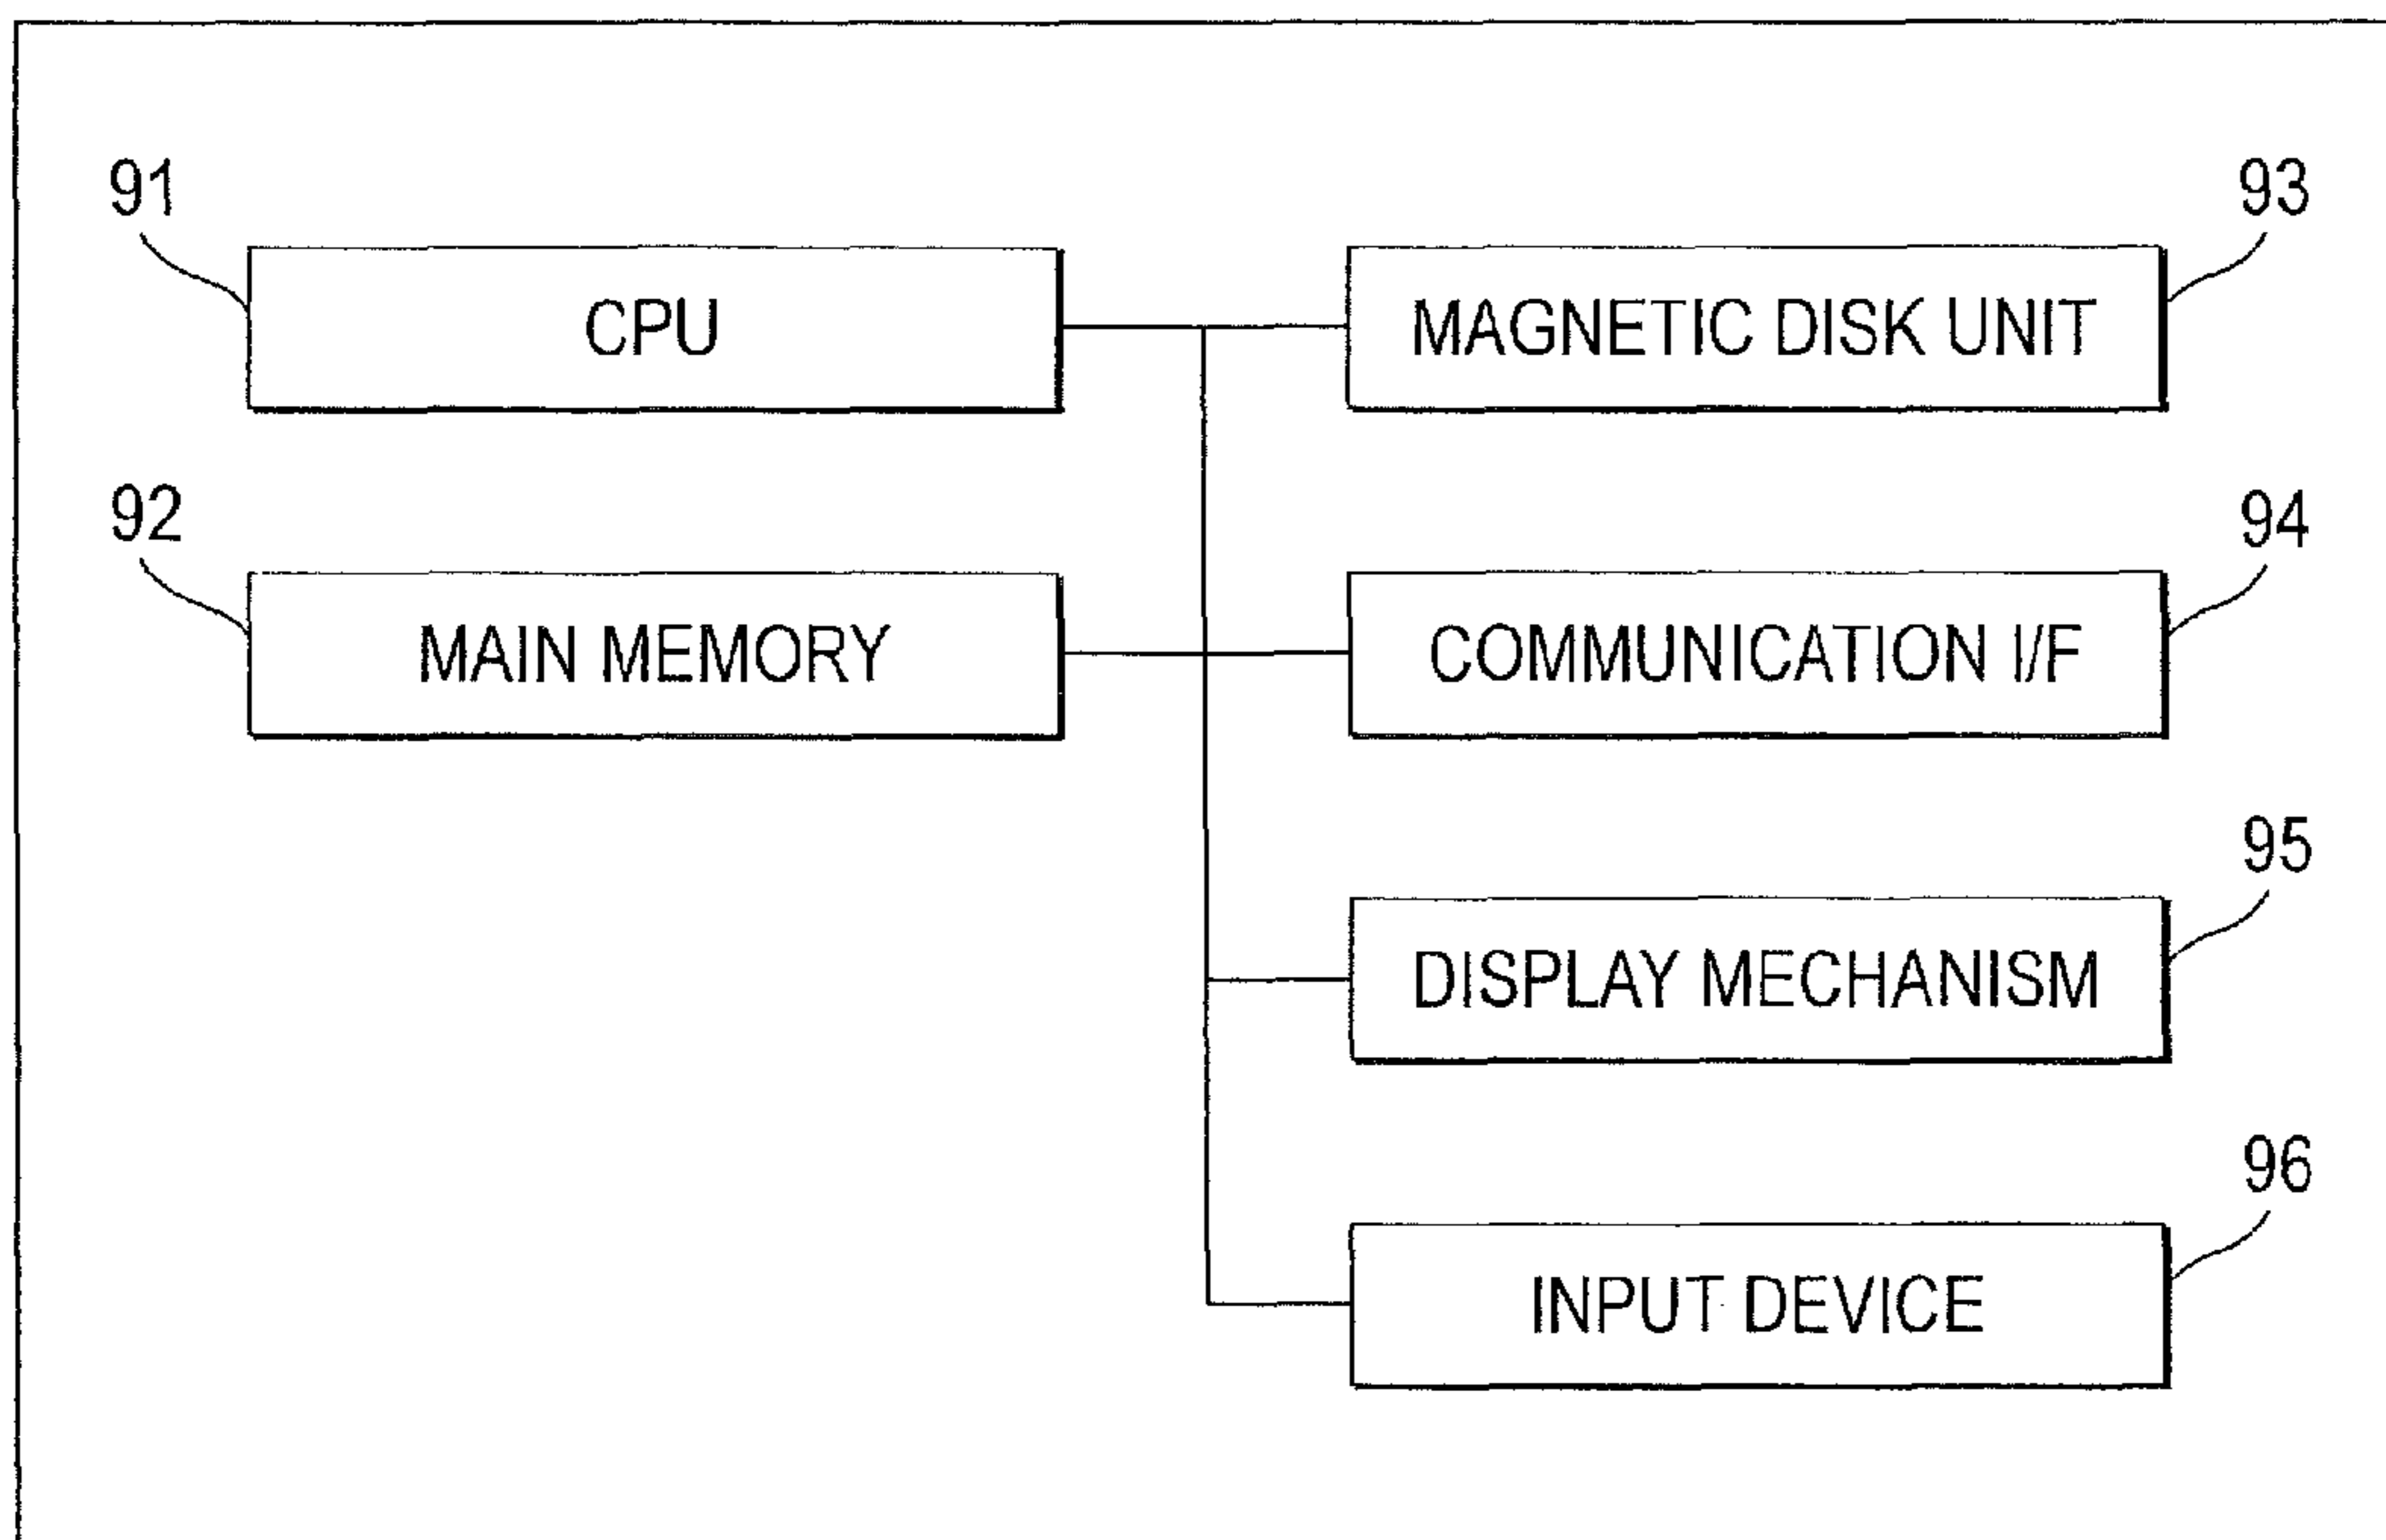 91
CPU
93
MAGNETIC DISK UNIT
92
MAIN MEMORY
94
COMMUNICATION I/F
95
DISPLAY MECHANISM
96
INPUT DEVICE